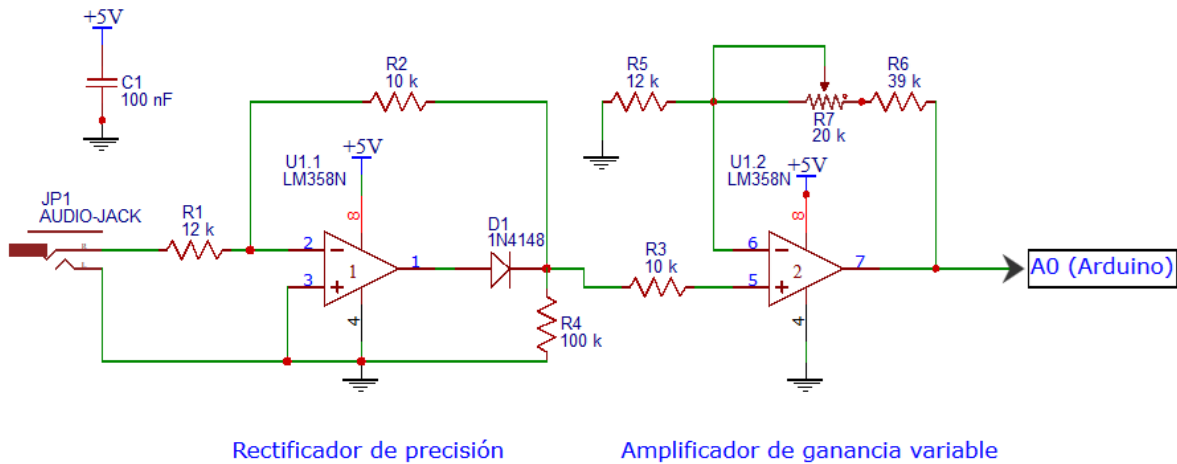 +5V
C1
100 nF
R2
10 k
R5
12 k
R6
39 k
R7
20 k
+5V
U1.1
LM358N
+5V
U1.2
LM358N
JP1
AUDIO-JACK
R1
12 k
8
2
3
1
1
4
D1
1N4148
R4
100 k
R3
10 k
8
6
5
2
7
4
A0 (Arduino)
Rectificador de precisión
Amplificador de ganancia variable